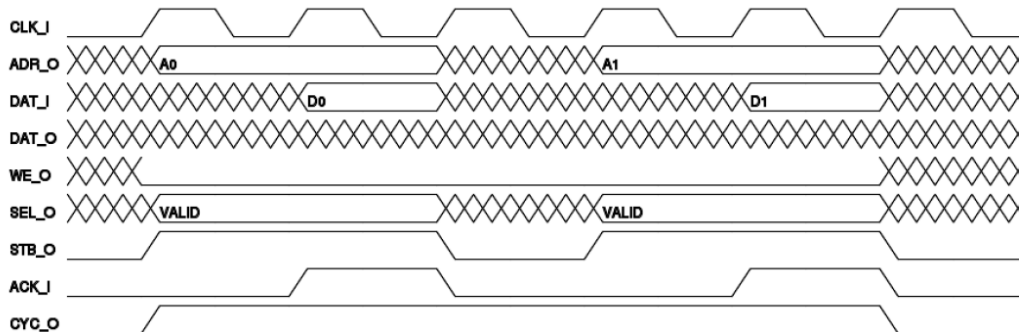 CLK_I
ADR_O A0 A1
DAT_I D0 D1
DAT_O
WE_O
SEL_O VALID VALID
STB_O
ACK_I
CYC_O